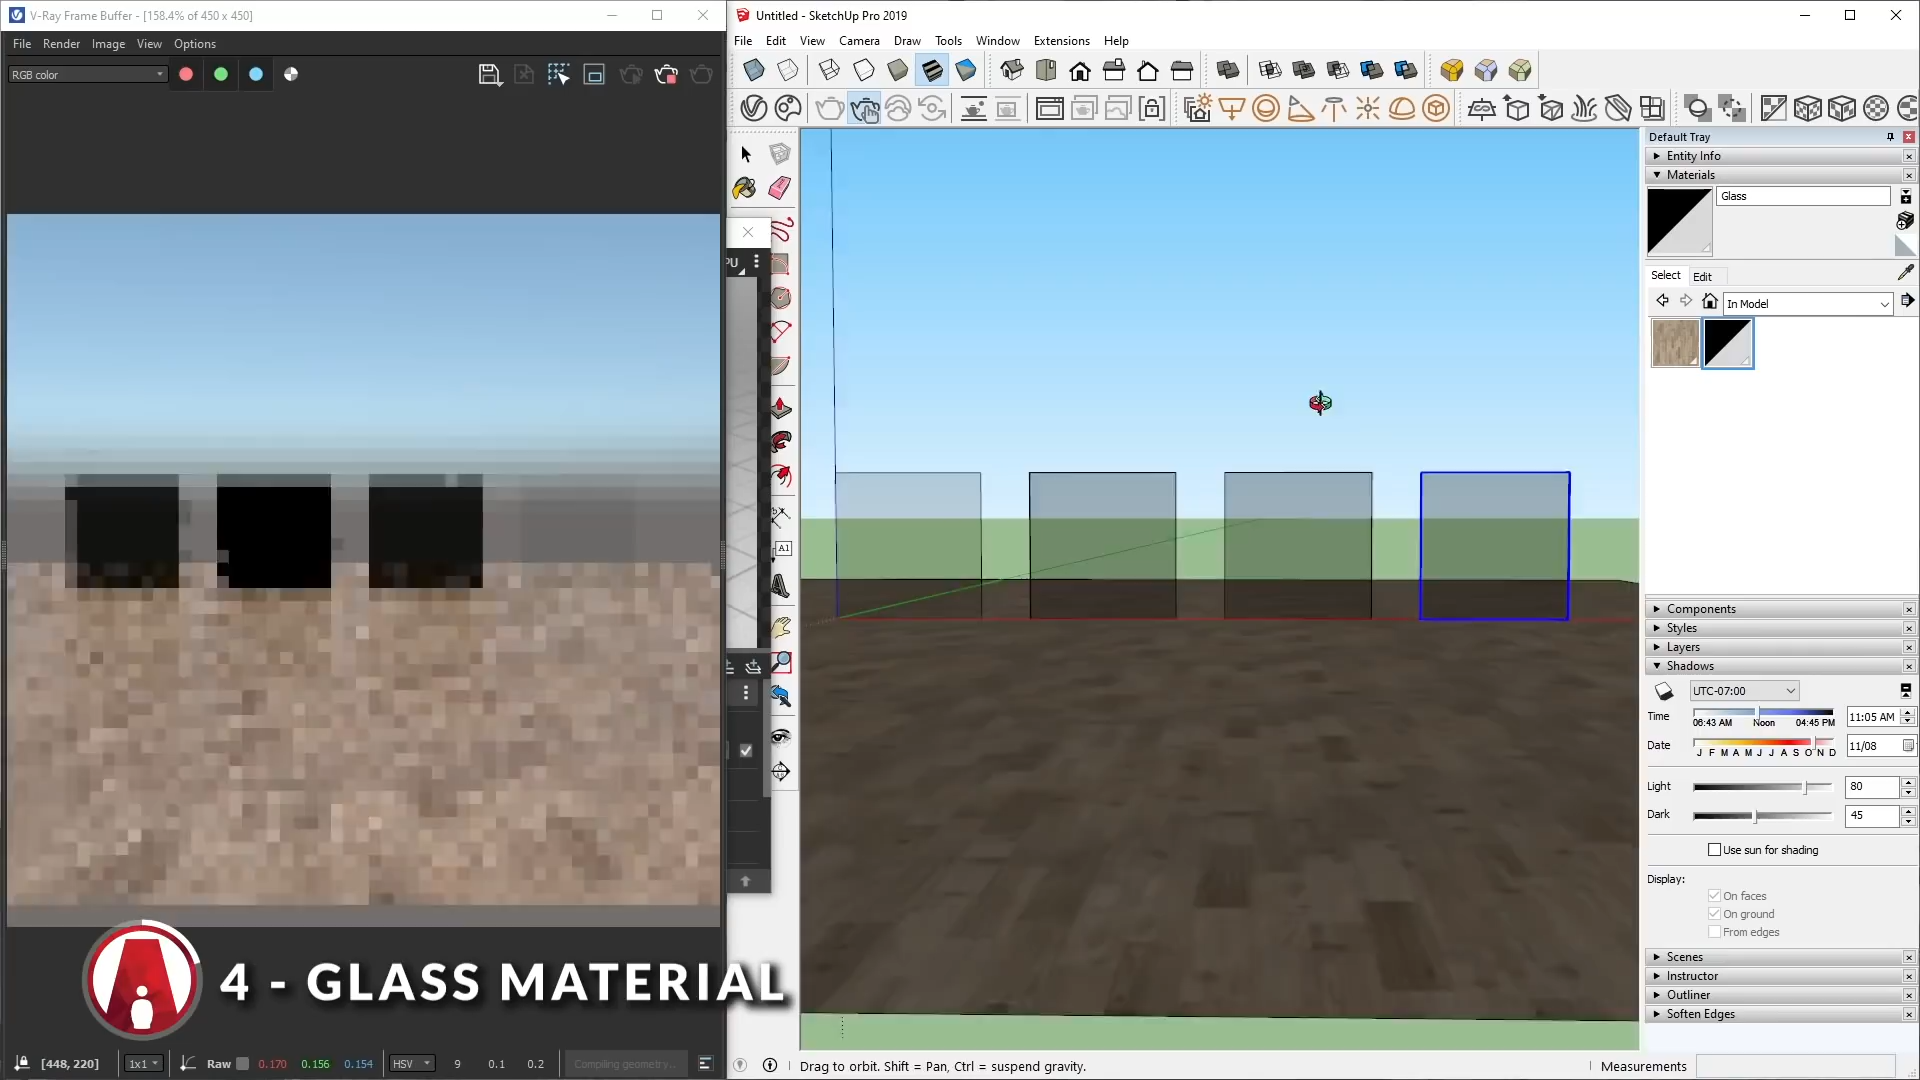 V-Ray Frame Buffer - [158.4% of 450 x 450]
File Render Image View Options
RGB color
4 - GLASS MATERIAL
[448, 220] 1x1 Raw 0.170 0.156 0.154 HSV 9 0.1 0.2 Compiling geometry...
Untitled - SketchUp Pro 2019
File Edit View Camera Draw Tools Window Extensions Help
PU
A1
Drag to orbit. Shift = Pan, Ctrl = suspend gravity.
Measurements
Default Tray
Entity Info
Materials
Glass
Select Edit
In Model
Components
Styles
Layers
Shadows
UTC-07:00
Time 06:43 AM Noon 04:45 PM 11:05 AM
Date J F M A M J J A S O N D 11/08
Light 80
Dark 45
Use sun for shading
Display:
On faces
On ground
From edges
Scenes
Instructor
Outliner
Soften Edges